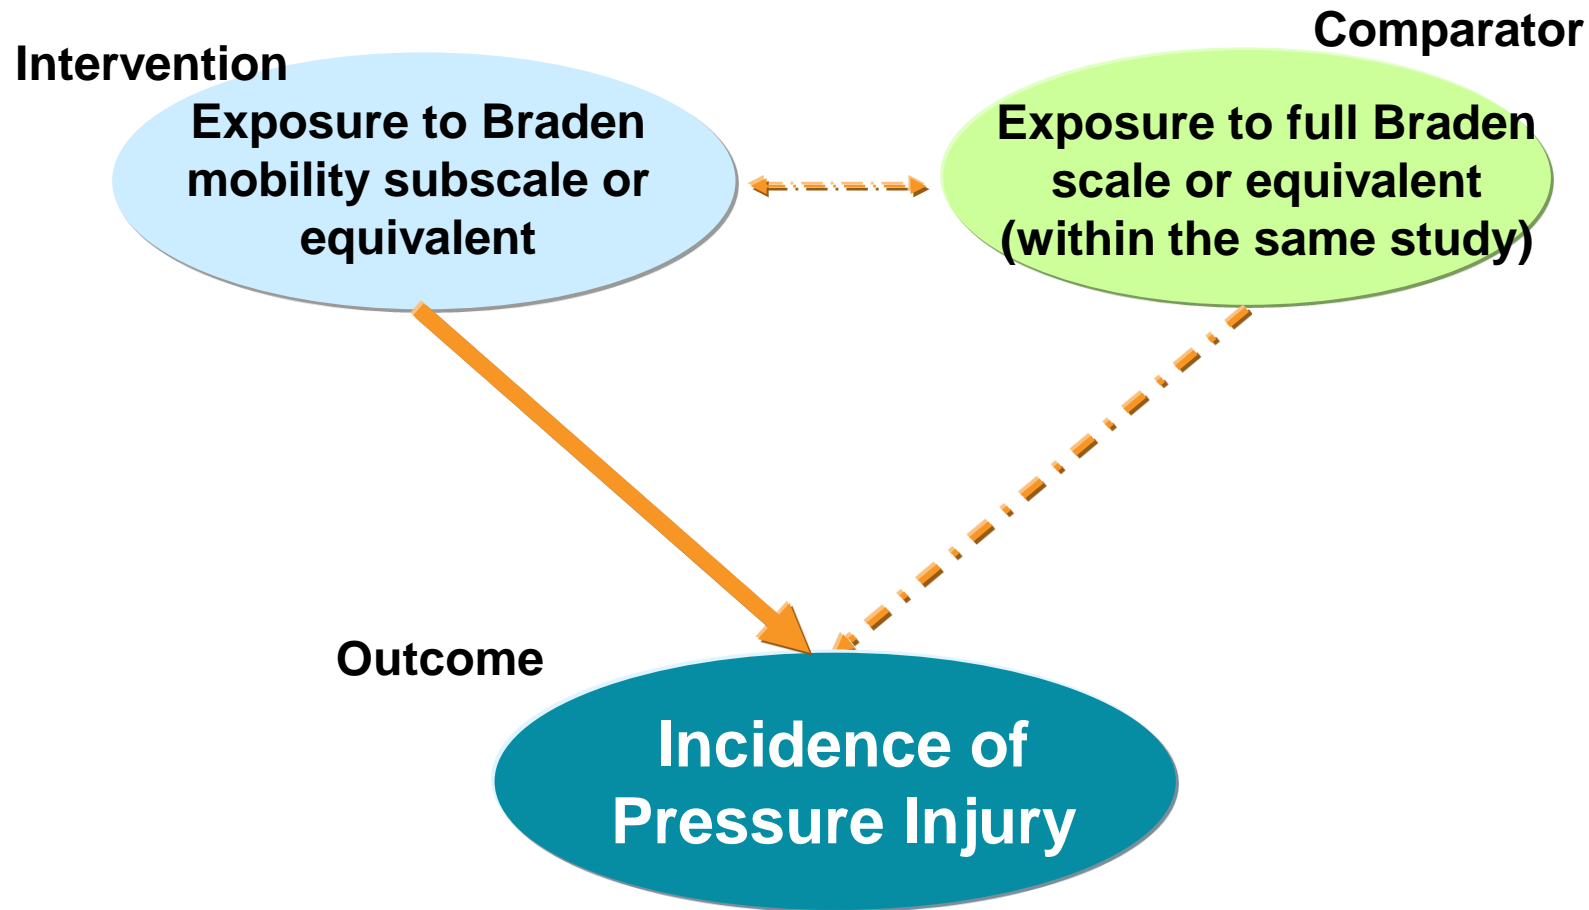 Intervention
Exposure to Braden
mobility subscale or
equivalent
Comparator
Exposure to full Braden
scale or equivalent
(within the same study)
Outcome
Incidence of
Pressure Injury